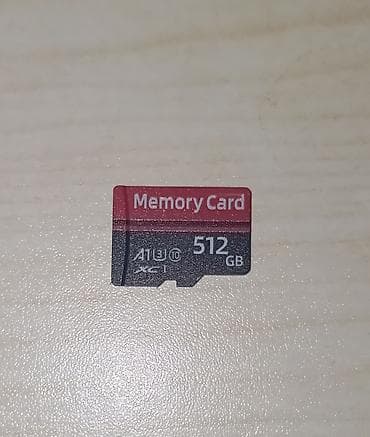 Memory Card
512
A1 3 10 GB
XC I